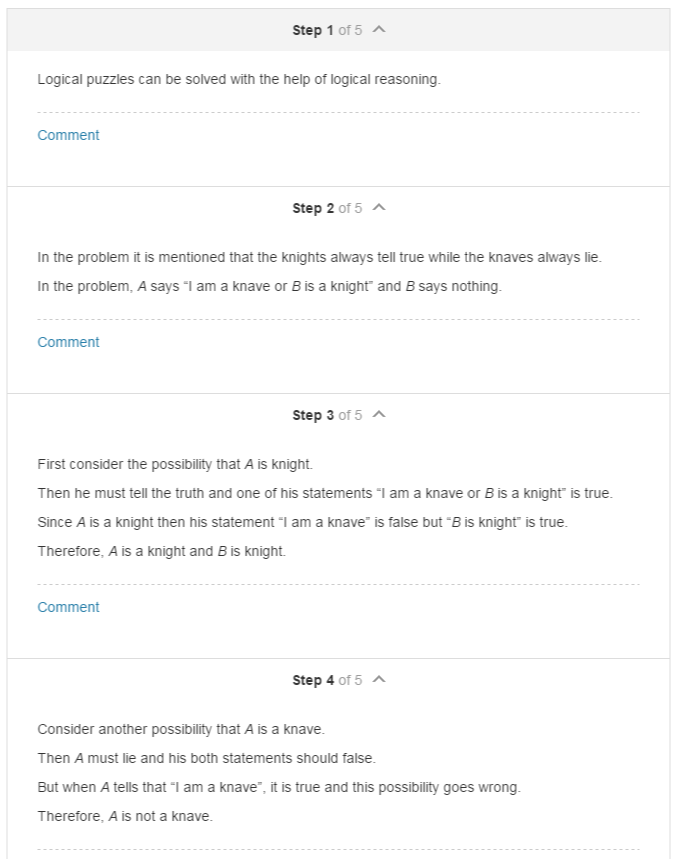 Step 1 of 5
Logical puzzles can be solved with the help of logical reasoning.
Comment
Step 2 of 5
In the problem it is mentioned that the knights always tell true while the knaves always lie.
In the problem, A says “I am a knave or B is a knight” and B says nothing.
Comment
Step 3 of 5
First consider the possibility that A is knight.
Then he must tell the truth and one of his statements “I am a knave or B is a knight” is true.
Since A is a knight then his statement “I am a knave” is false but “B is knight” is true.
Therefore, A is a knight and B is knight.
Comment
Step 4 of 5
Consider another possibility that A is a knave.
Then A must lie and his both statements should false.
But when A tells that “I am a knave”, it is true and this possibility goes wrong.
Therefore, A is not a knave.